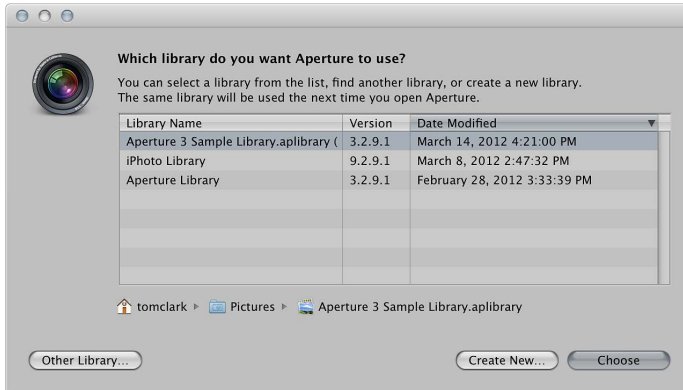 Which library do you want Aperture to use?
You can select a library from the list, find another library, or create a new library.
The same library will be used the next time you open Aperture.
Library Name Version Date Modified
Aperture 3 Sample Library.aplibrary ( 3.2.9.1 March 14, 2012 4:21:00 PM
iPhoto Library 9.2.9.1 March 8, 2012 2:47:32 PM
Aperture Library 3.2.9.1 February 28, 2012 3:33:39 PM
tomclark ▸ Pictures ▸ Aperture 3 Sample Library.aplibrary
Other Library... Create New... Choose